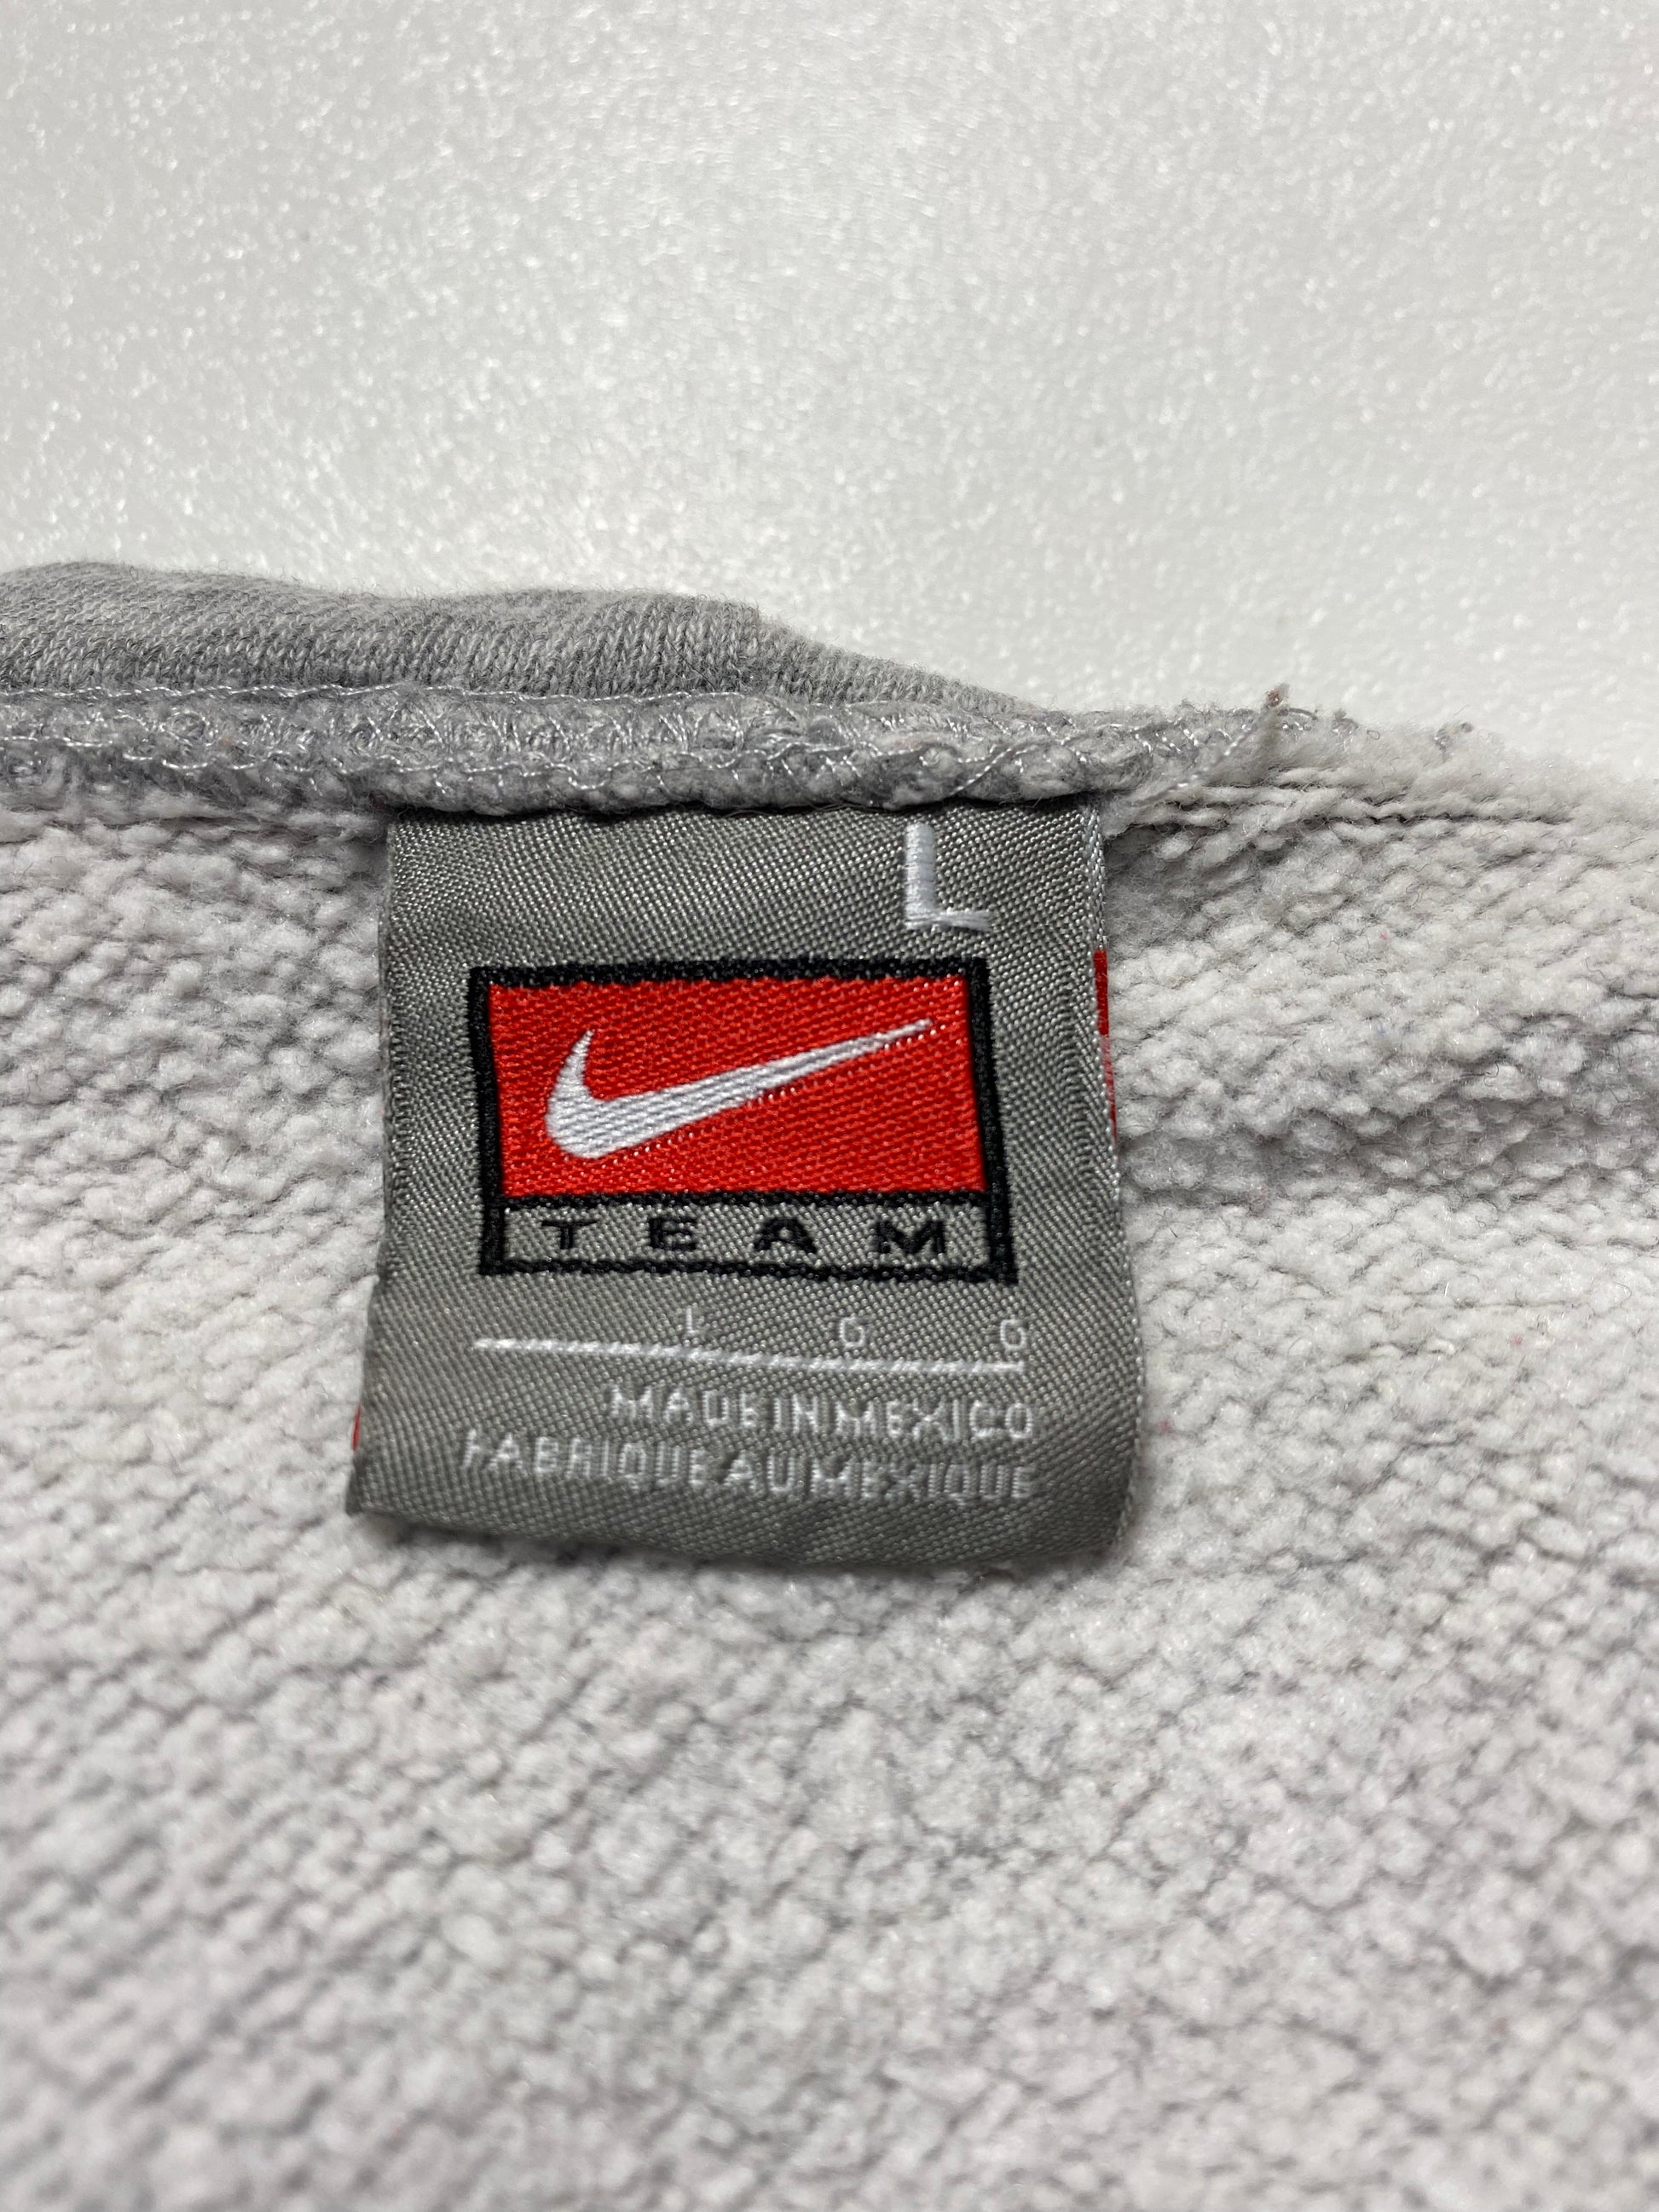 L
TEAM
L G G
MADE IN MEXICO
FABRIQUE AU MEXIQUE